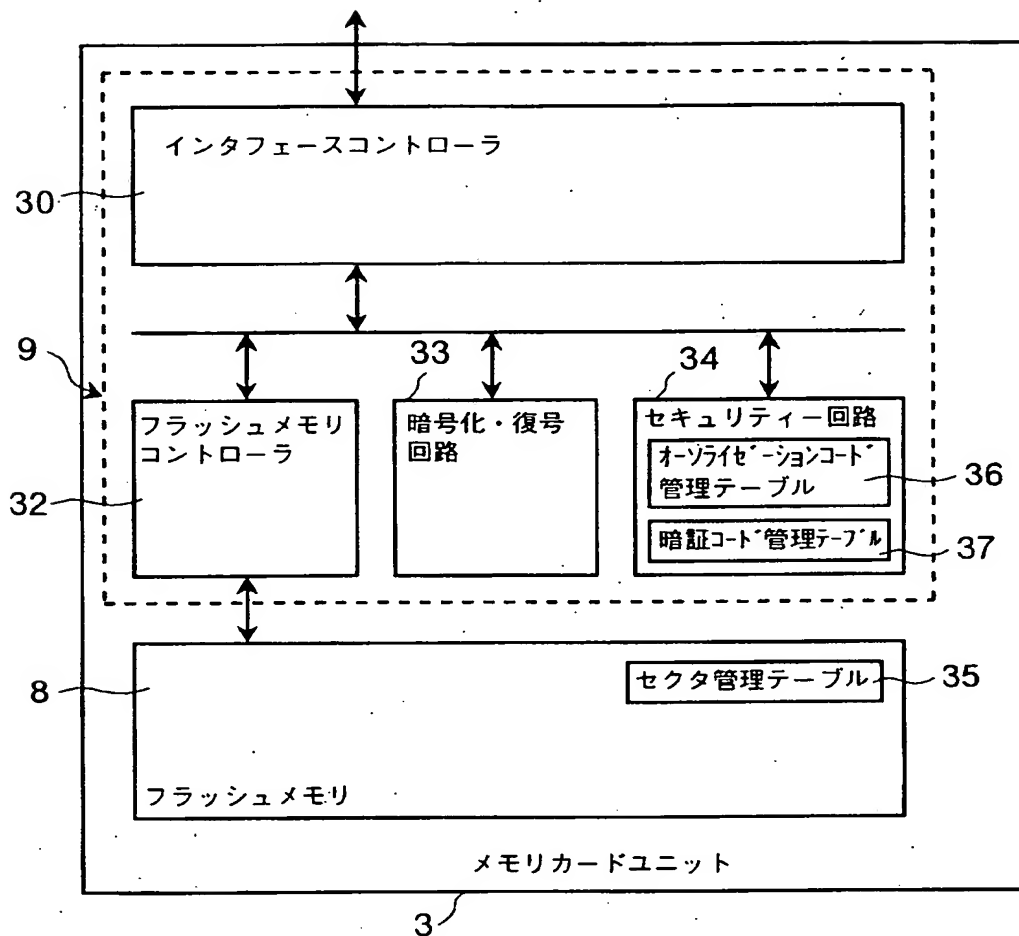 インタフェースコントローラ
30
9
33
34
フラッシュメモリ
コントローラ
暗号化・復号
回路
セキュリティー回路
オーソライゼーションコード
管理テーブル
36
32
暗証コード管理テーブル
37
8
セクタ管理テーブル
35
フラッシュメモリ
メモリカードユニット
3